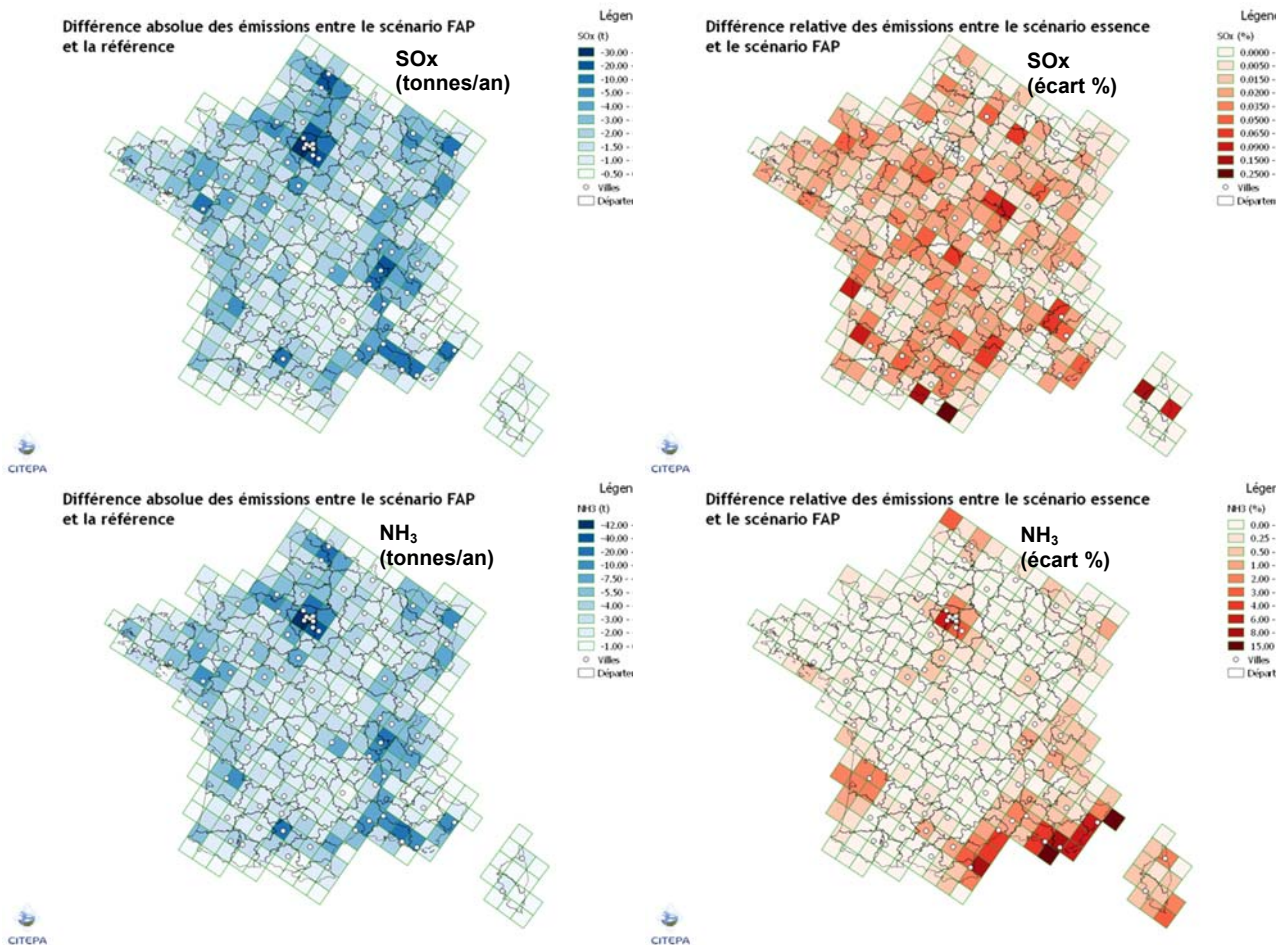 Différence absolue des émissions entre le scénario FAP
et la référence
SOx
(tonnes/an)
Légen
SOx (t)
-30.00 -
-20.00 -
-10.00 -
-5.00 -
-4.00 -
-3.00 -
-2.00 -
-1.50 -
-1.00 -
-0.50 -
Villes
Départem
CITEPA
Différence relative des émissions entre le scénario essence
et le scénario FAP
SOx
(écart %)
Légen
SOx (%)
0.0000 -
0.0050 -
0.0150 -
0.0200 -
0.0350 -
0.0500 -
0.0650 -
0.0900 -
0.1500 -
0.2500 -
Villes
Départ
CITEPA
Différence absolue des émissions entre le scénario FAP
et la référence
NH3
(tonnes/an)
Légen
NH3 (t)
-42.00 -
-40.00 -
-20.00 -
-10.00 -
-7.50 -
-5.50 -
-4.00 -
-3.00 -
-2.00 -
-1.00 -
Villes
Départem
CITEPA
Différence relative des émissions entre le scénario essence
et le scénario FAP
NH3
(écart %)
Légen
NH3 (%)
0.00 -
0.25 -
0.50 -
1.00 -
2.00 -
3.00 -
4.00 -
6.00 -
8.00 -
15.00 -
Villes
Départ
CITEPA